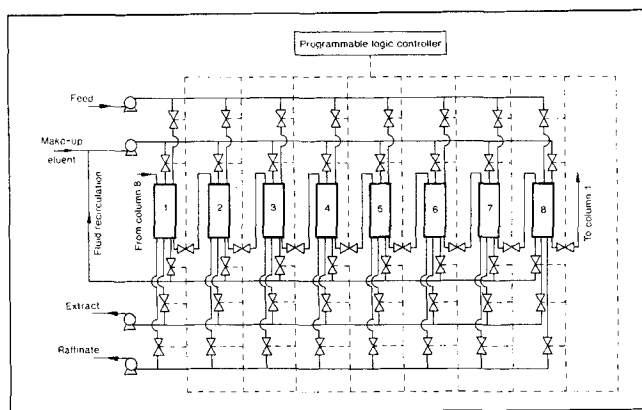 Programmable logic controller
Feed
Make-up
eluent
Fluid recirculation
From column 8
1
2
3
4
5
6
7
8
To column 1
Extract
Raffinate